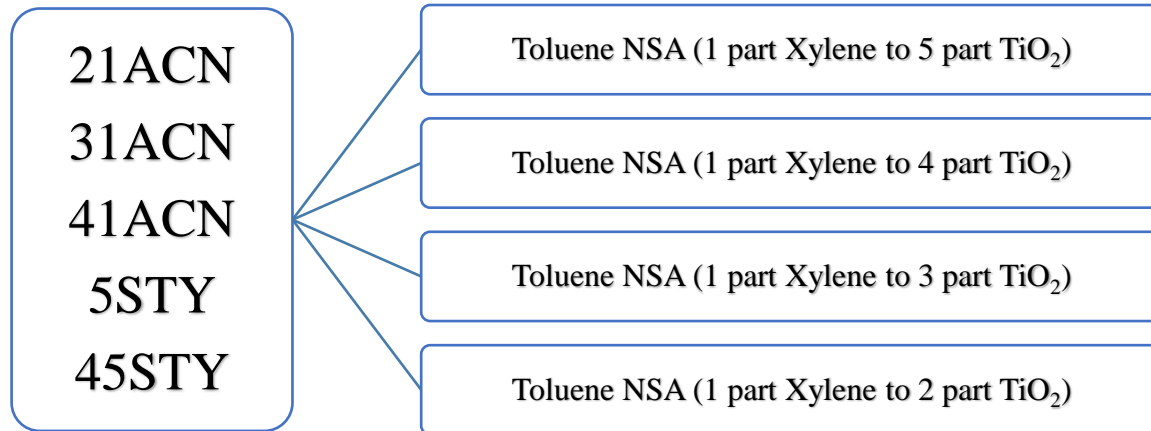 21ACN
31ACN
41ACN
5STY
45STY
Toluene NSA (1 part Xylene to 5 part TiO₂)
Toluene NSA (1 part Xylene to 4 part TiO₂)
Toluene NSA (1 part Xylene to 3 part TiO₂)
Toluene NSA (1 part Xylene to 2 part TiO₂)